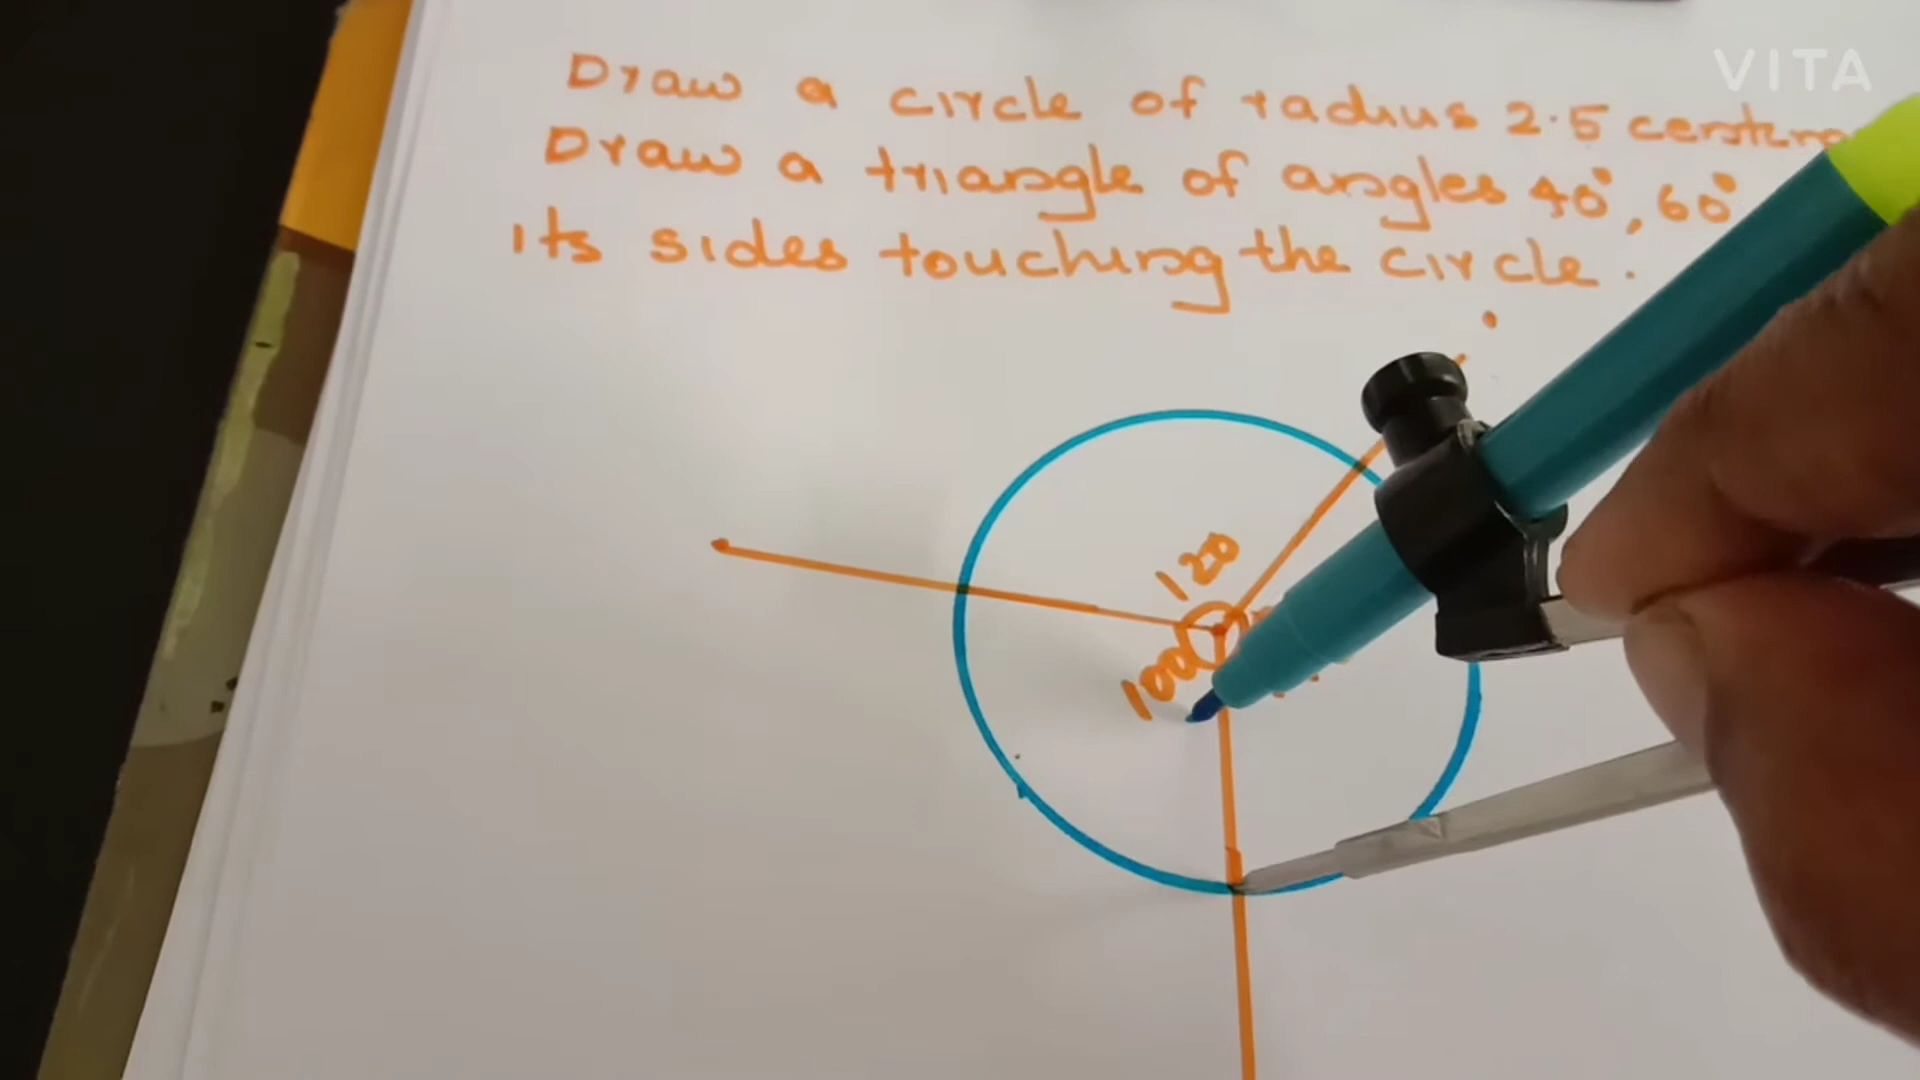 VITA
Draw a circle of radius 2.5
Draw a triangle of angles 40°, 60°
its sides touching the circle.
120
100